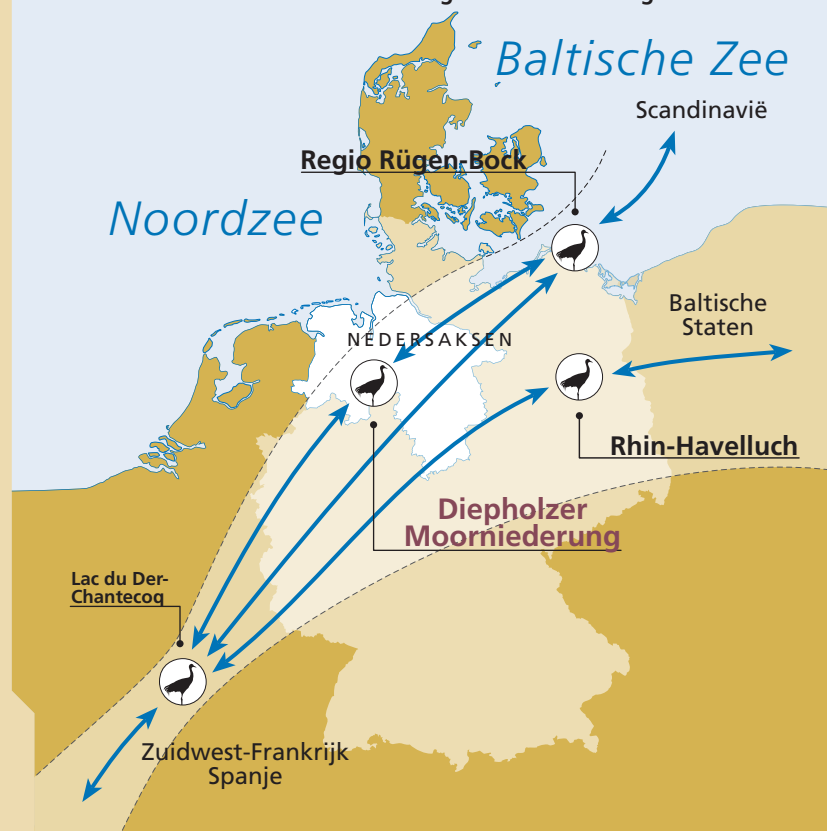 Baltische Zee
Scandinavië
Regio Rügen-Bock
Noordzee
Baltische
Staten
NEDERSAKSEN
Rhin-Havelluch
Diepholzer
Moorniederung
Lac du Der-
Chantecoq
Zuidwest-Frankrijk
Spanje